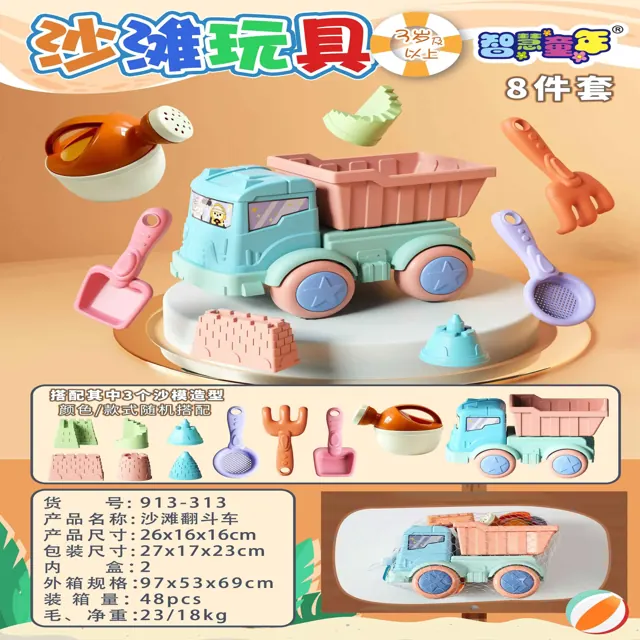 沙滩玩具
3岁及以上
智慧童年®
8件套
搭配其中3个沙模造型
颜色/款式随机搭配
货 号:913-313
产品名称:沙滩翻斗车
产品尺寸:26x16x16cm
包装尺寸:27x17x23cm
内 盒:2
外箱规格:97x53x69cm
装 箱 量:48pcs
毛、净重:23/18kg